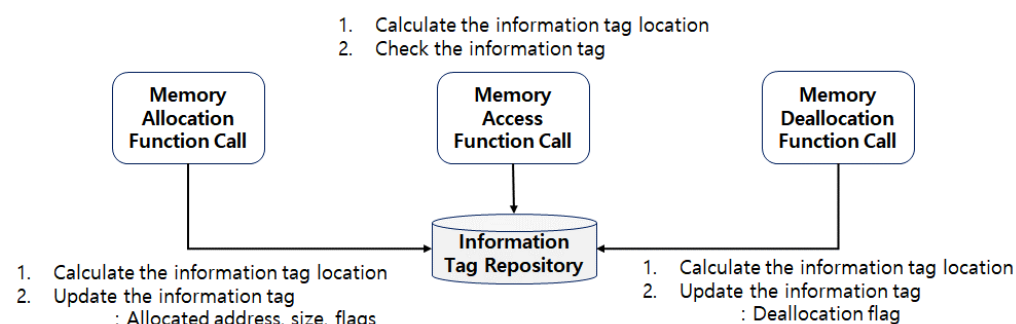 1. Calculate the information tag location
2. Check the information tag
Memory
Allocation
Function Call
Memory
Access
Function Call
Memory
Deallocation
Function Call
Information
Tag Repository
1. Calculate the information tag location
2. Update the information tag
: Allocated address, size, flags
1. Calculate the information tag location
2. Update the information tag
: Deallocation flag